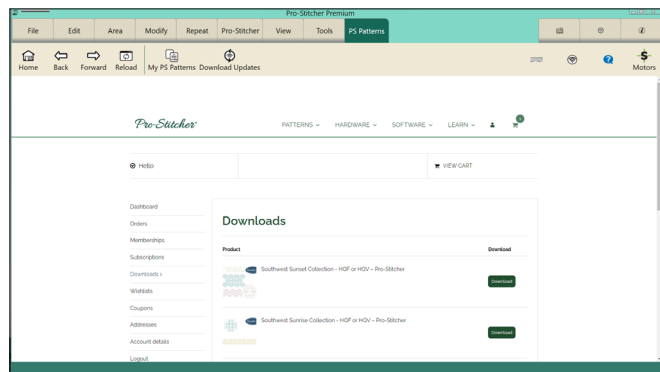 Pro-Stitcher Premium
File Edit Area Modify Repeat Pro-Stitcher View Tools PS Patterns
Home Back Forward Reload My PS Patterns Download Updates Motors
Pro-Stitcher
PATTERNS HARDWARE SOFTWARE LEARN
Hello VIEW CART
Dashboard
Orders
Memberships
Subscriptions
Downloads
Wishlists
Coupons
Addresses
Account details
Logout
Downloads
Product Download
Southwest Sunset Collection - HQF or HQV – Pro-Stitcher
Download
Southwest Sunrise Collection - HQF or HQV – Pro-Stitcher
Download